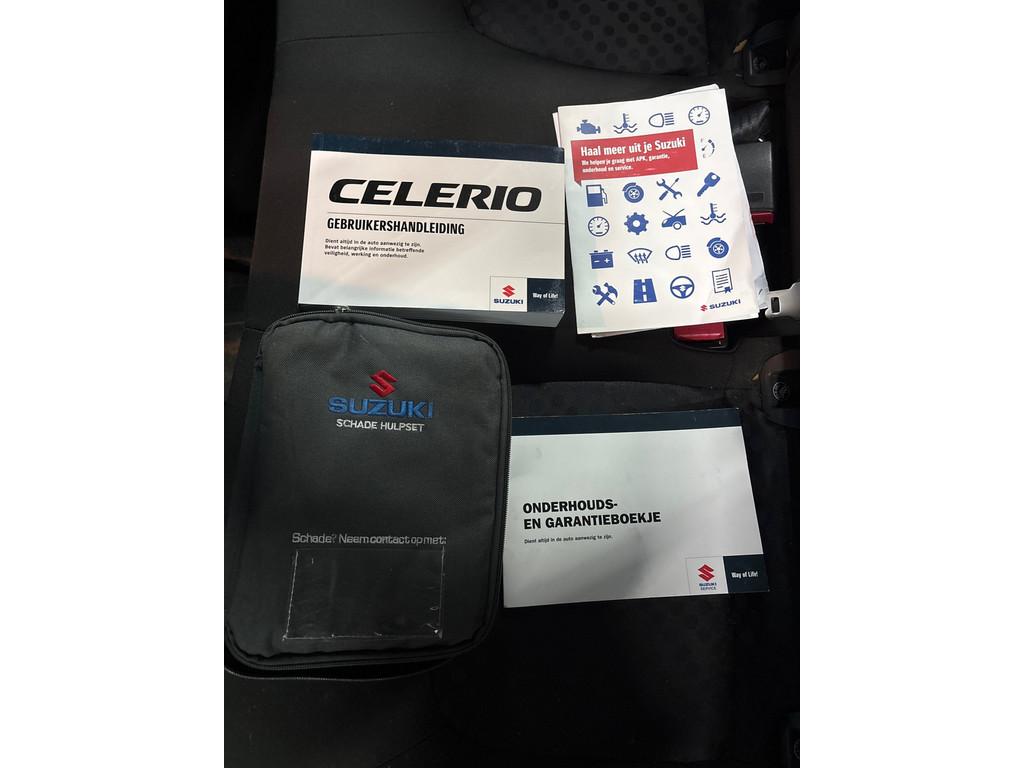 CELERIO
GEBRUIKERSHANDLEIDING
Dient altijd in de auto aanwezig te zijn.
Bevat belangrijke informatie betreffende
veiligheid, werking en onderhoud.
SUZUKI
Way of Life!
Haal meer uit je Suzuki
We helpen je graag met APK, garantie,
onderhoud en service.
SUZUKI
SUZUKI
SCHADE HULPSET
Schade? Neem contact op met:
ONDERHOUDS-
EN GARANTIEBOEKJE
Dient altijd in de auto aanwezig te zijn.
SUZUKI
SERVICE
Way of Life!